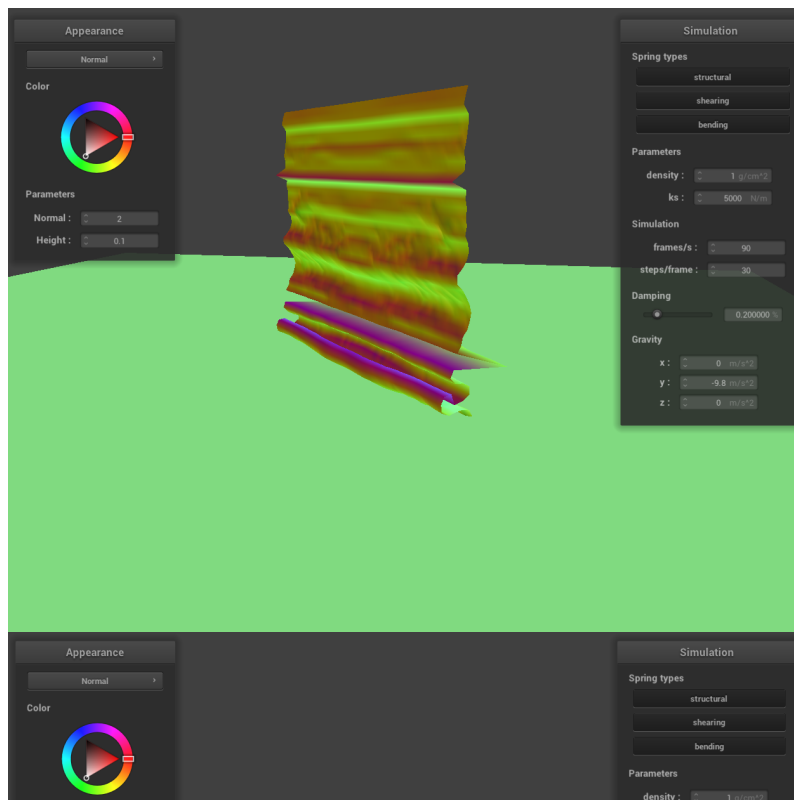 Appearance
Normal
Color
Parameters
Normal : 2
Height : 0.1
Simulation
Spring types
structural
shearing
bending
Parameters
density : 1 g/cm^2
ks : 5000 N/m
Simulation
frames/s : 90
steps/frame : 30
Damping
0.200000 %
Gravity
x : 0 m/s^2
y : -9.8 m/s^2
z : 0 m/s^2
Appearance
Normal
Color
Simulation
Spring types
structural
shearing
bending
Parameters
density : 1 g/cm^2